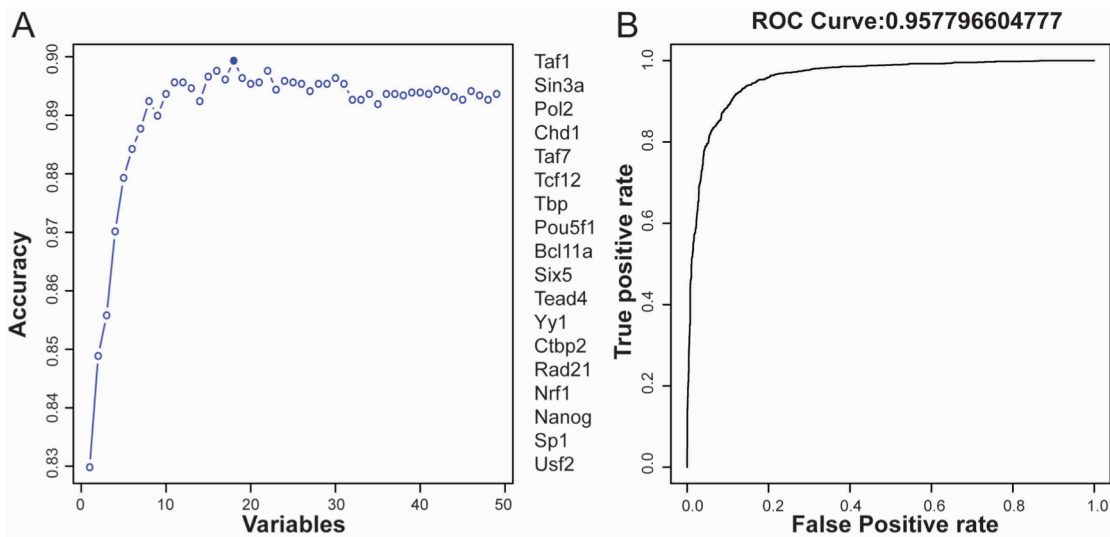 A
Accuracy
0.90
0.89
0.88
0.87
0.86
0.85
0.84
0.83
0
10
20
30
40
50
Variables
Taf1
Sin3a
Pol2
Chd1
Taf7
Tcf12
Tbp
Pou5f1
Bcl11a
Six5
Tead4
Yy1
Ctbp2
Rad21
Nrf1
Nanog
Sp1
Usf2
B
ROC Curve:0.957796604777
True positive rate
1.0
0.8
0.6
0.4
0.2
0.0
0.0
0.2
0.4
0.6
0.8
1.0
False Positive rate